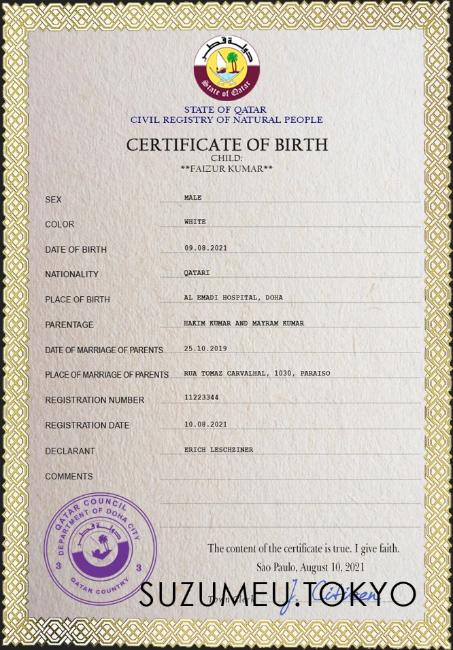 دولة قطر
State of Qatar
STATE OF QATAR
CIVIL REGISTRY OF NATURAL PEOPLE
CERTIFICATE OF BIRTH
CHILD:
**FAIZUR KUMAR**
SEX MALE
COLOR WHITE
DATE OF BIRTH 09.08.2021
NATIONALITY QATARI
PLACE OF BIRTH AL EMADI HOSPITAL, DOHA
PARENTAGE HAKIM KUMAR AND MAYRAM KUMAR
DATE OF MARRIAGE OF PARENTS 25.10.2019
PLACE OF MARRIAGE OF PARENTS RUA TOMAZ CARVALHAL, 1030, PARAISO
REGISTRATION NUMBER 11223344
REGISTRATION DATE 10.08.2021
DECLARANT ERICH LESCHZINER
COMMENTS
QATAR COUNCIL
DEPARTMENT OF DOHA CITY
دولة قطر
3 3
QATAR COUNTRY
The content of the certificate is true. I give faith.
Sao Paulo, August 10, 2021
J. Citizen
SUZUMEU.TOKYO